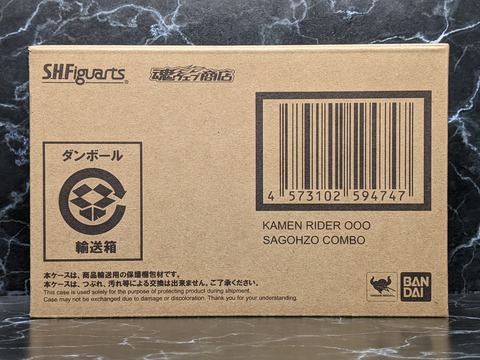 S.H.Figuarts
魂ウェブ商店
4 573102 594747
KAMEN RIDER OOO
SAGOHZO COMBO
ダンボール
輸送箱
本ケースは、商品輸送用の保護梱包材です。
本ケースは、つぶれ、汚れ等による交換は出来ません。ご了承ください。
This case is used solely for the purpose of protecting product during shipment.
Case may not be exchanged due to damage or discoloration. Thank you for your understanding.
BAN
DAI